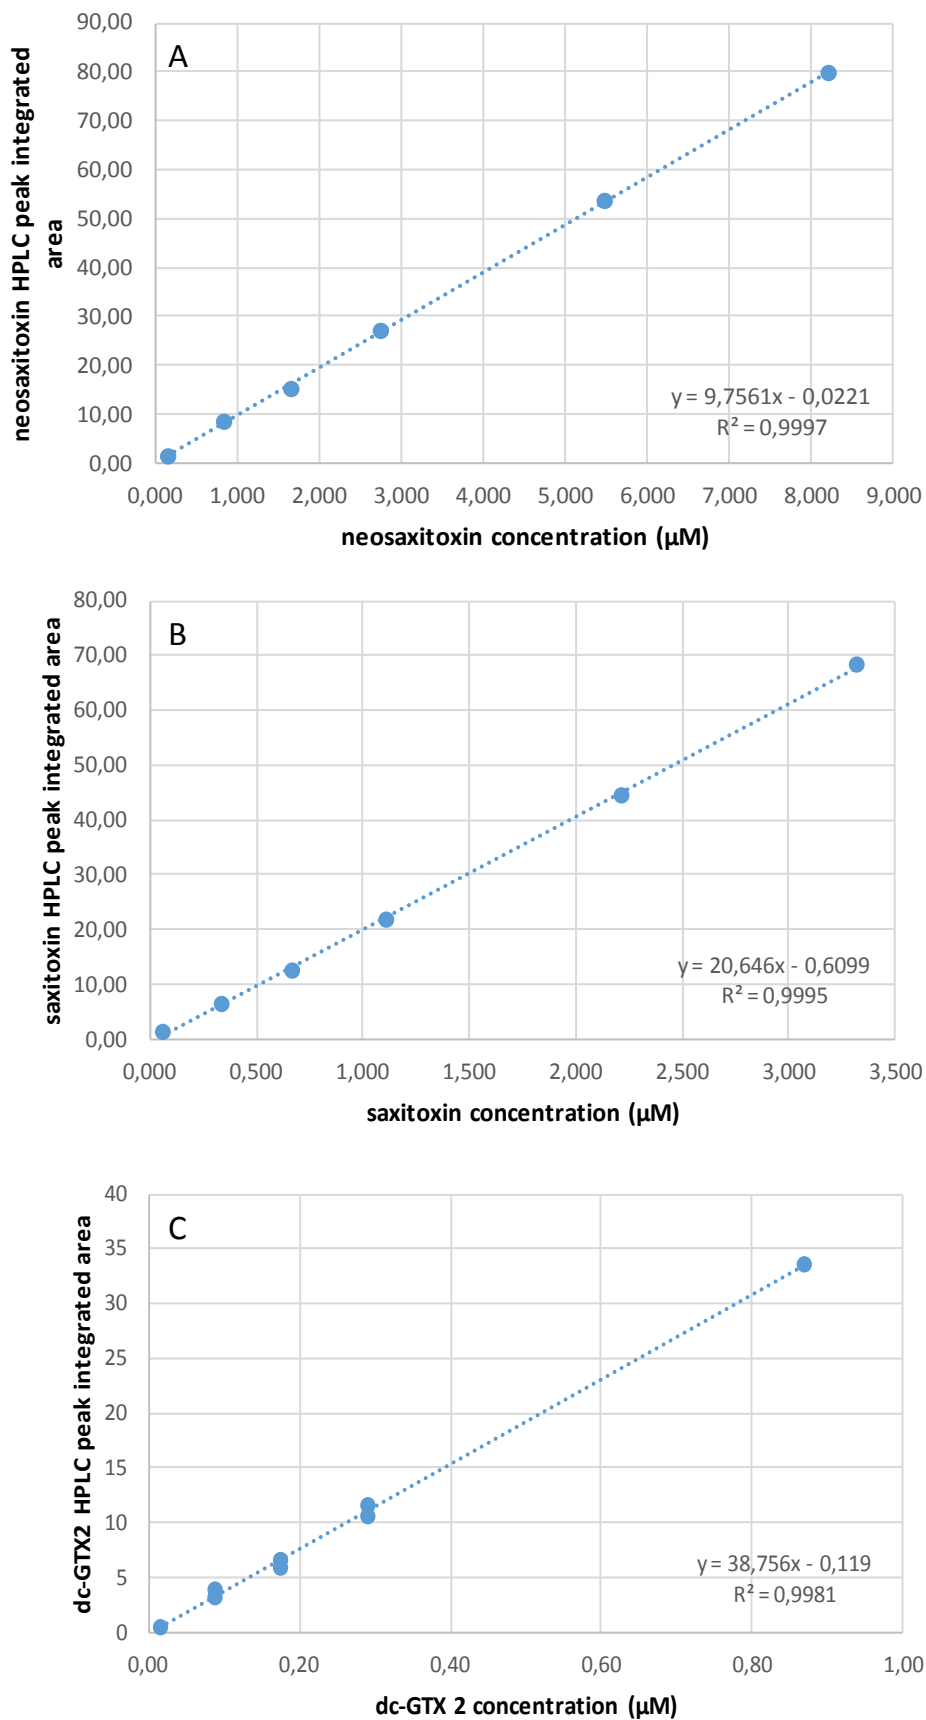 A
neosaxitoxin HPLC peak integrated
area
90,00
80,00
70,00
60,00
50,00
40,00
30,00
20,00
10,00
0,00
y = 9,7561x - 0,0221
R² = 0,9997
0,000 1,000 2,000 3,000 4,000 5,000 6,000 7,000 8,000 9,000
neosaxitoxin concentration (µM)
B
saxitoxin HPLC peak integrated area
80,00
70,00
60,00
50,00
40,00
30,00
20,00
10,00
0,00
y = 20,646x - 0,6099
R² = 0,9995
0,000 0,500 1,000 1,500 2,000 2,500 3,000 3,500
saxitoxin concentration (µM)
C
dc-GTX2 HPLC peak integrated area
40
35
30
25
20
15
10
5
0
y = 38,756x - 0,119
R² = 0,9981
0,00 0,20 0,40 0,60 0,80 1,00
dc-GTX 2 concentration (µM)